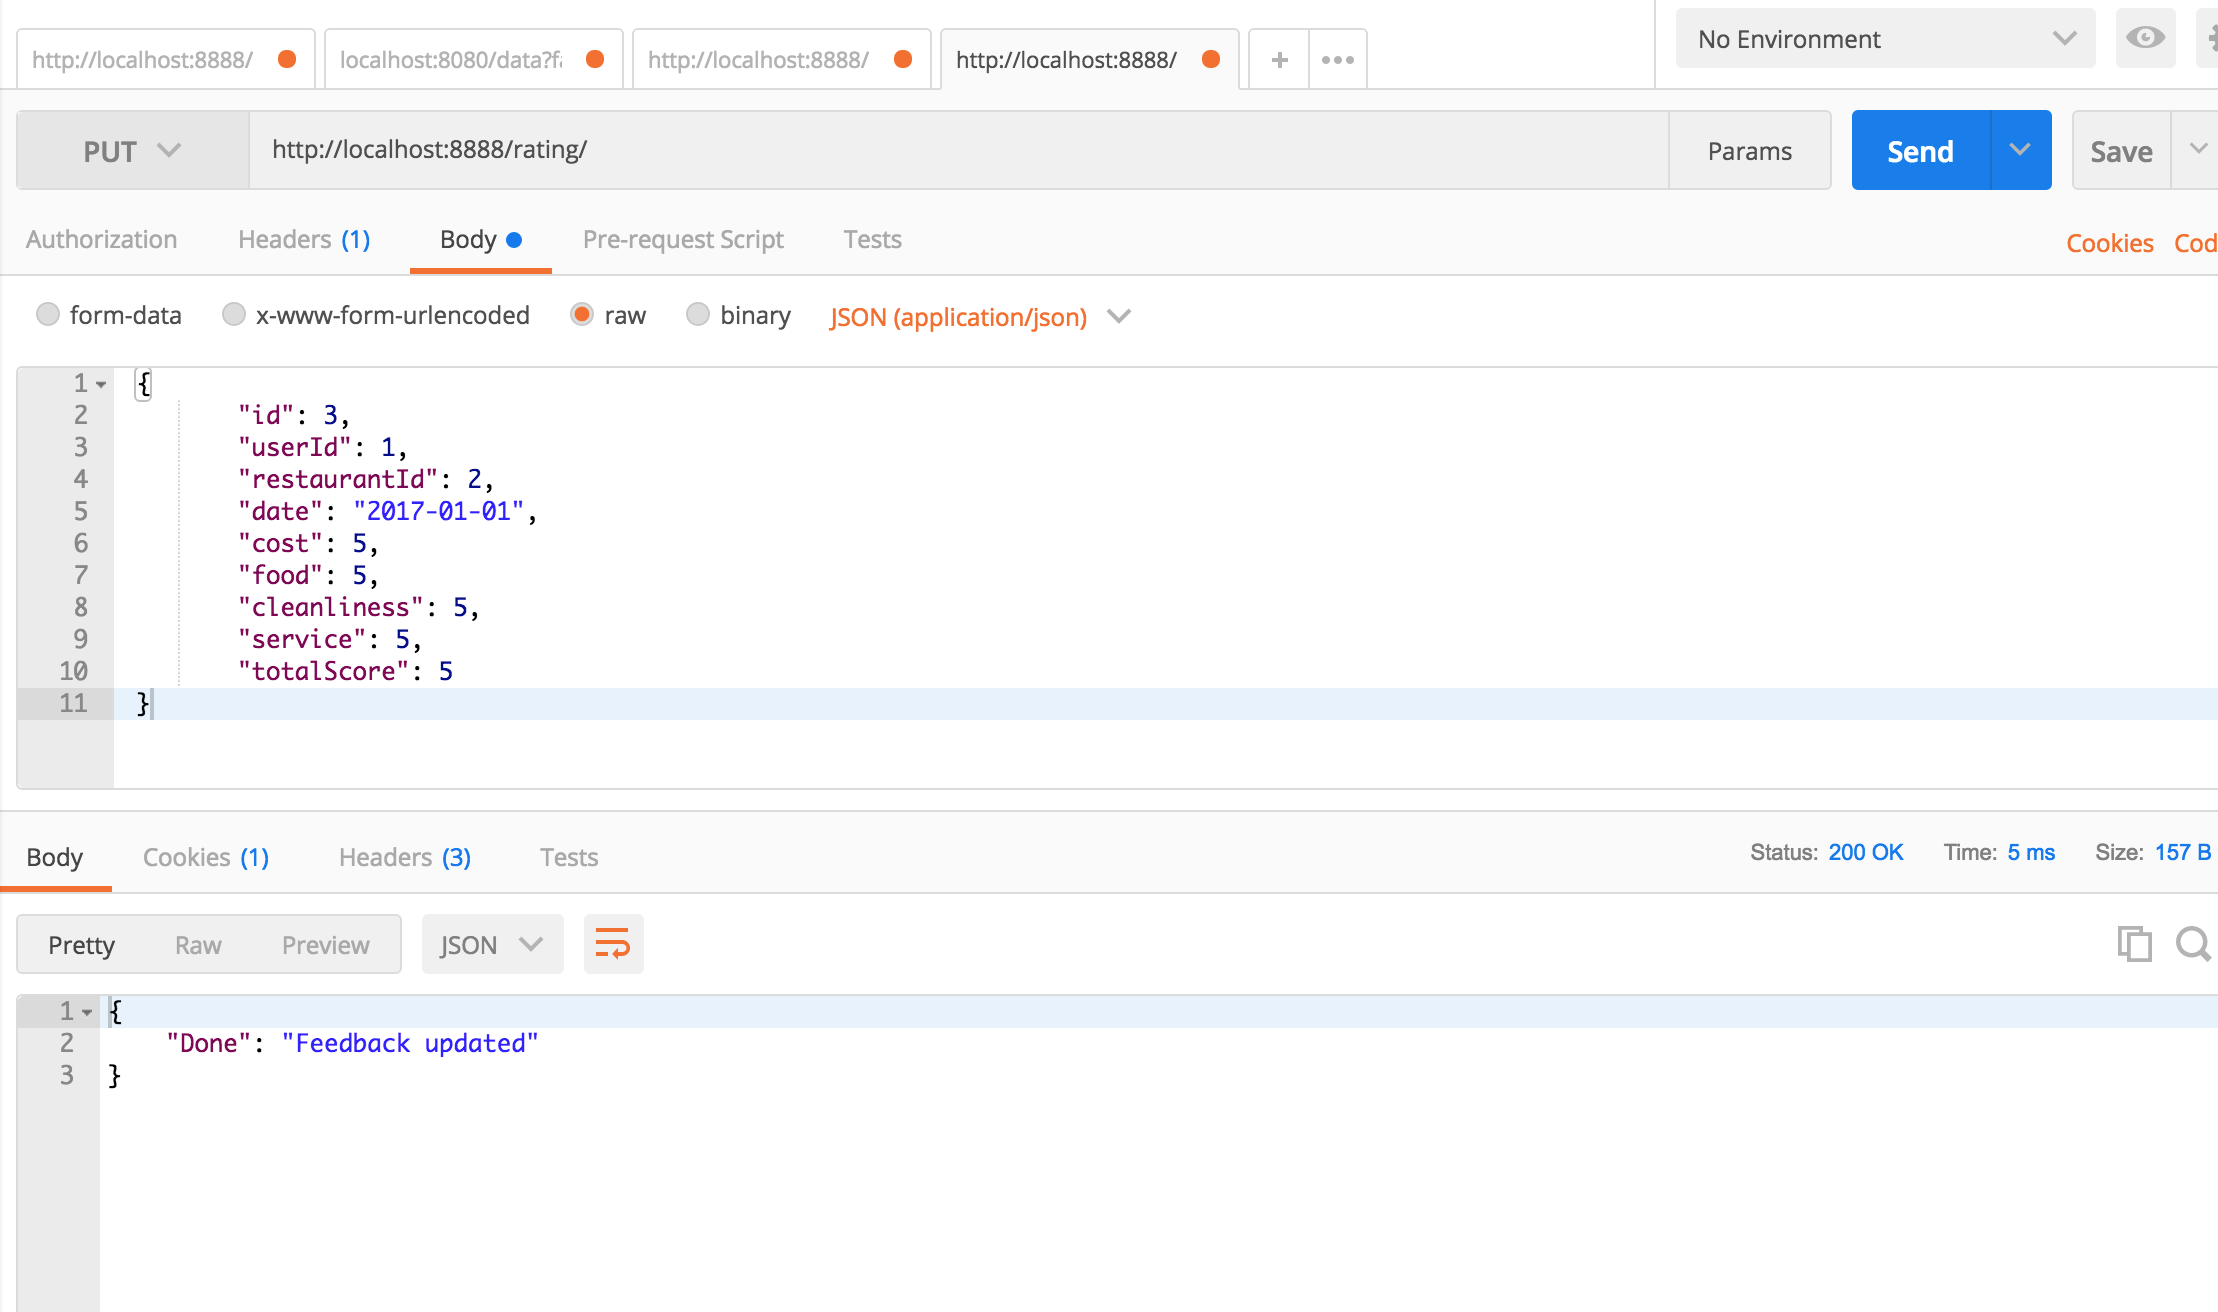 http://localhost:8888/ localhost:8080/data?fa http://localhost:8888/ http://localhost:8888/ + ••• No Environment
PUT http://localhost:8888/rating/ Params Send Save
Authorization Headers (1) Body Pre-request Script Tests Cookies Cod
form-data x-www-form-urlencoded raw binary JSON (application/json)
1 {
2 "id": 3,
3 "userId": 1,
4 "restaurantId": 2,
5 "date": "2017-01-01",
6 "cost": 5,
7 "food": 5,
8 "cleanliness": 5,
9 "service": 5,
10 "totalScore": 5
11 }
Body Cookies (1) Headers (3) Tests Status: 200 OK Time: 5 ms Size: 157 B
Pretty Raw Preview JSON
1 {
2 "Done": "Feedback updated"
3 }